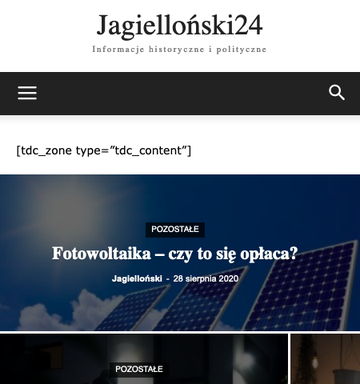 Jagielloński24
Informacje historyczne i polityczne
[tdc_zone type="tdc_content"]
POZOSTAŁE
Fotowoltaika – czy to się opłaca?
Jagielloński - 28 sierpnia 2020
POZOSTAŁE